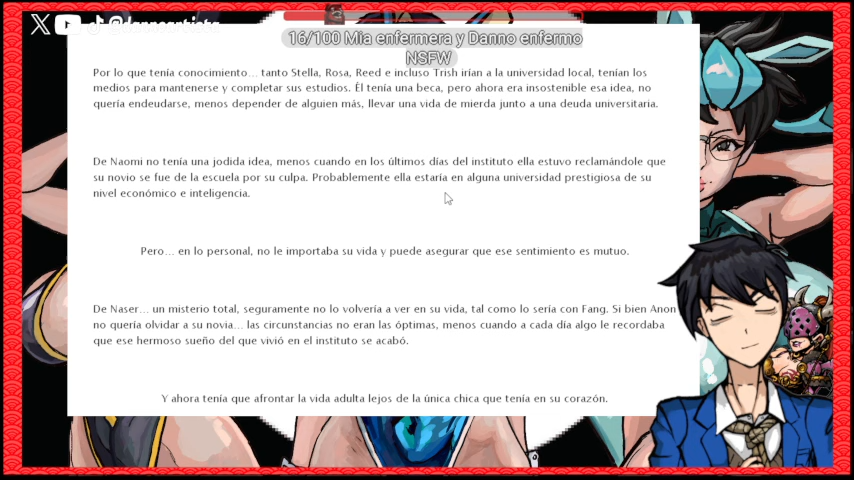 @dannoartista
16/100 Mia enfermera y Danno enfermo
NSFW
Por lo que tenía conocimiento... tanto Stella, Rosa, Reed e incluso Trish irían a la universidad local, tenían los
medios para mantenerse y completar sus estudios. Él tenía una beca, pero ahora era insostenible esa idea, no
quería endeudarse, menos depender de alguien más, llevar una vida de mierda junto a una deuda universitaria.
De Naomi no tenía una jodida idea, menos cuando en los últimos días del instituto ella estuvo reclamándole que
su novio se fue de la escuela por su culpa. Probablemente ella estaría en alguna universidad prestigiosa de su
nivel económico e inteligencia.
Pero... en lo personal, no le importaba su vida y puede asegurar que ese sentimiento es mutuo.
De Naser... un misterio total, seguramente no lo volvería a ver en su vida, tal como lo sería con Fang. Si bien Anon
no quería olvidar a su novia... las circunstancias no eran las óptimas, menos cuando a cada día algo le recordaba
que ese hermoso sueño del que vivió en el instituto se acabó.
Y ahora tenía que afrontar la vida adulta lejos de la única chica que tenía en su corazón.